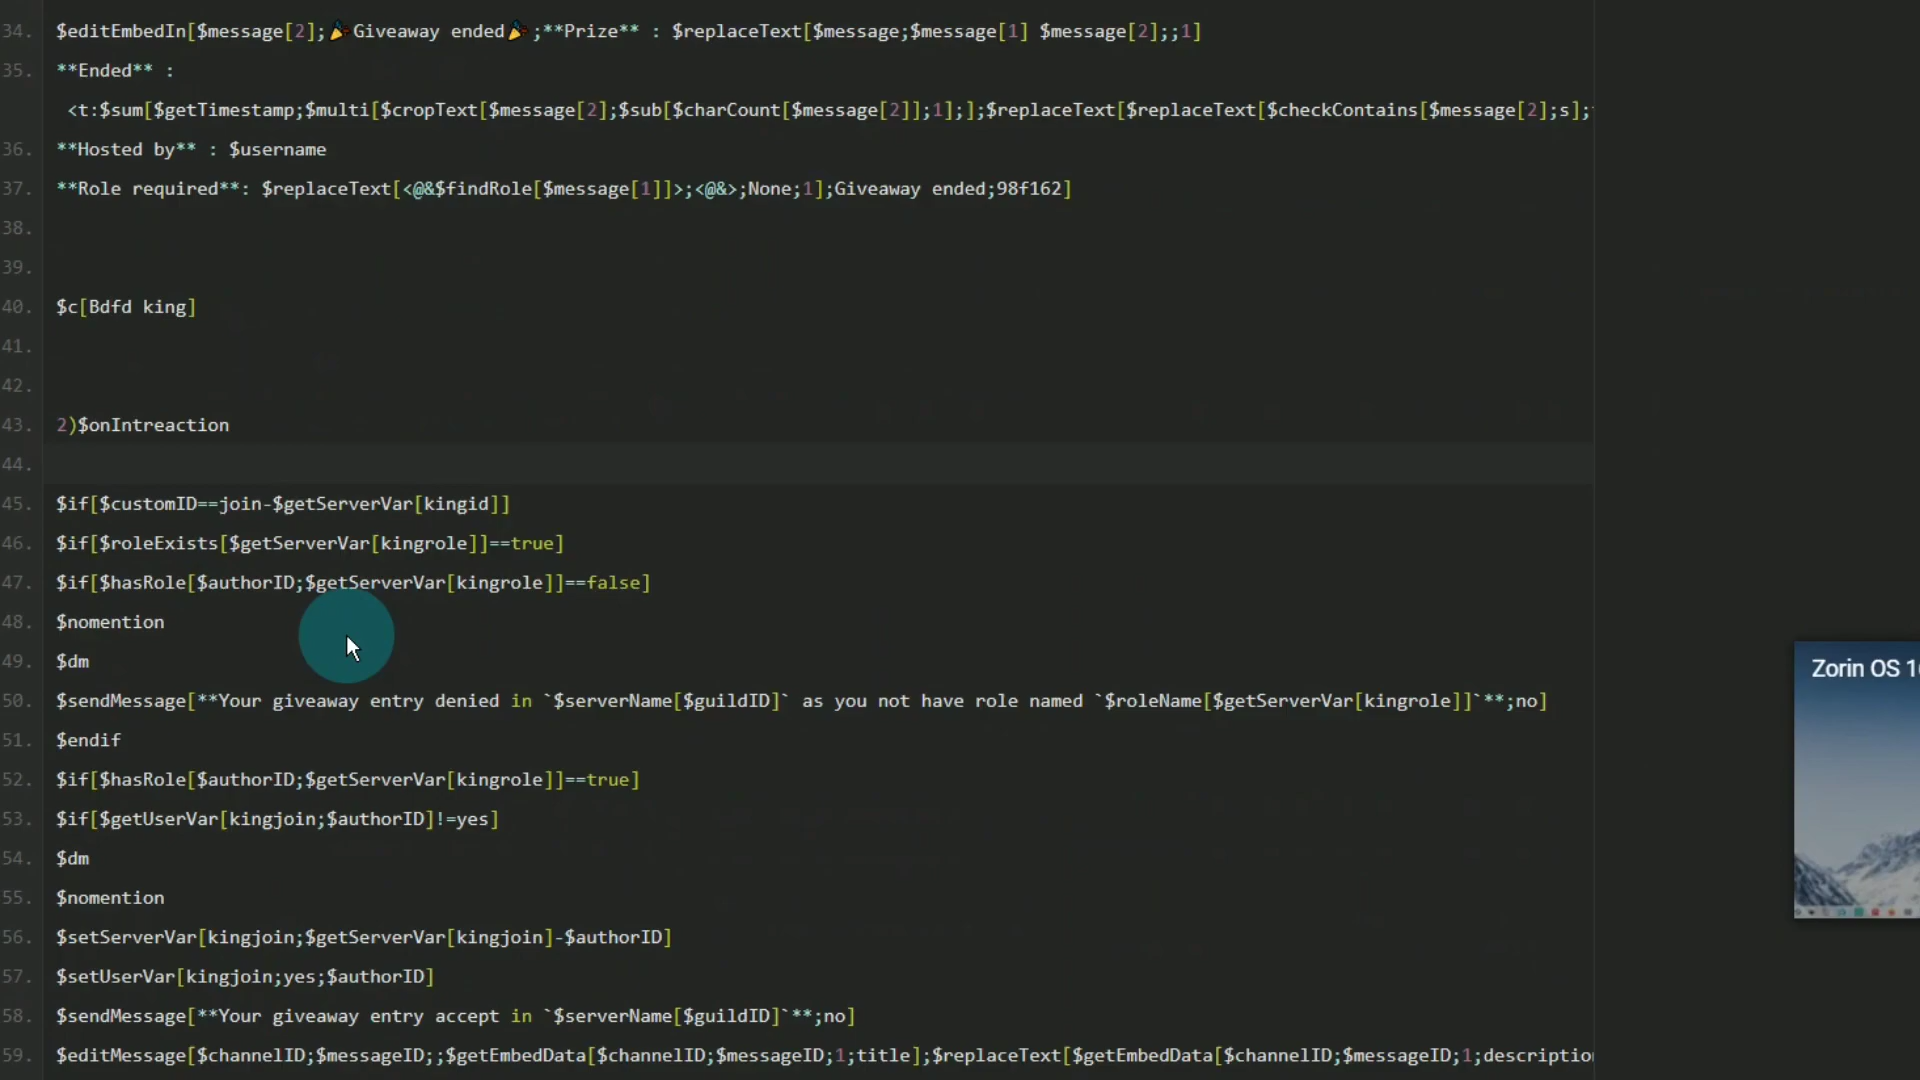 34. $editEmbedIn[$message[2];🎉Giveaway ended🎉;**Prize** : $replaceText[$message;$message[1] $message[2];;1]
35. **Ended** :
<t:$sum[$getTimestamp;$multi[$cropText[$message[2];$sub[$charCount[$message[2]];1];];$replaceText[$replaceText[$checkContains[$message[2];s];
36. **Hosted by** : $username
37. **Role required**: $replaceText[<@&$findRole[$message[1]]>;<@&>;None;1];Giveaway ended;98f162]
38.
39.
40. $c[Bdfd king]
41.
42.
43. 2)$onIntreaction
44.
45. $if[$customID==join-$getServerVar[kingid]]
46. $if[$roleExists[$getServerVar[kingrole]]==true]
47. $if[$hasRole[$authorID;$getServerVar[kingrole]]==false]
48. $nomention
49. $dm
50. $sendMessage[**Your giveaway entry denied in `$serverName[$guildID]` as you not have role named `$roleName[$getServerVar[kingrole]]`**;no]
51. $endif
52. $if[$hasRole[$authorID;$getServerVar[kingrole]]==true]
53. $if[$getUserVar[kingjoin;$authorID]!=yes]
54. $dm
55. $nomention
56. $setServerVar[kingjoin;$getServerVar[kingjoin]-$authorID]
57. $setUserVar[kingjoin;yes;$authorID]
58. $sendMessage[**Your giveaway entry accept in `$serverName[$guildID]`**;no]
59. $editMessage[$channelID;$messageID;;$getEmbedData[$channelID;$messageID;1;title];$replaceText[$getEmbedData[$channelID;$messageID;1;description
Zorin OS 1